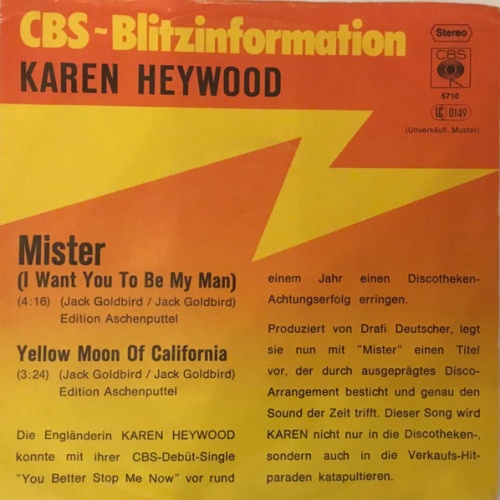 CBS~Blitzinformation
KAREN HEYWOOD
Stereo
CBS
5710
LC 0149
(Unverkäufl. Muster)
Mister
(I Want You To Be My Man)
(4:16) (Jack Goldbird / Jack Goldbird)
Edition Aschenputtel
Yellow Moon Of California
(3:24) (Jack Goldbird / Jack Goldbird)
Edition Aschenputtel
Die Engländerin KAREN HEYWOOD
konnte mit ihrer CBS-Debüt-Single
"You Better Stop Me Now" vor rund
einem Jahr einen Discotheken-
Achtungserfolg erringen.
Produziert von Drafi Deutscher, legt
sie nun mit "Mister" einen Titel
vor, der durch ausgeprägtes Disco-
Arrangement besticht und genau den
Sound der Zeit trifft. Dieser Song wird
KAREN nicht nur in die Discotheken-,
sondern auch in die Verkaufs-Hit-
paraden katapultieren.